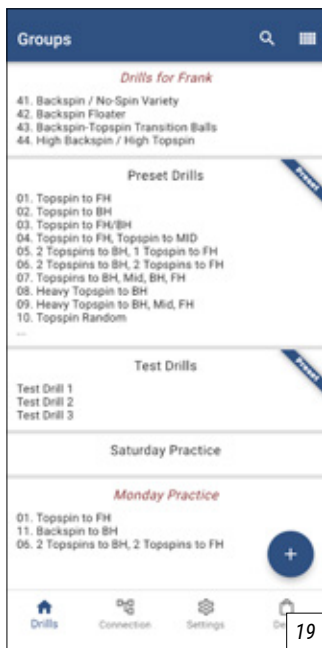 Groups
Drills for Frank
41. Backspin / No-Spin Variety
42. Backspin Floater
43. Backspin-Topspin Transition Balls
44. High Backspin / High Topspin
Preset Drills
Preset
01. Topspin to FH
02. Topspin to BH
03. Topspin to FH/BH
04. Topspin to FH, Topspin to MID
05. 2 Topspins to BH, 1 Topspin to FH
06. 2 Topspins to BH, 2 Topspins to FH
07. Topspins to BH, Mid, BH, FH
08. Heavy Topspin to BH
09. Heavy Topspin to BH, Mid, FH
10. Topspin Random
...
Test Drills
Preset
Test Drill 1
Test Drill 2
Test Drill 3
Saturday Practice
Monday Practice
01. Topspin to FH
11. Backspin to BH
06. 2 Topspins to BH, 2 Topspins to FH
+
Drills
Connection
Settings
19